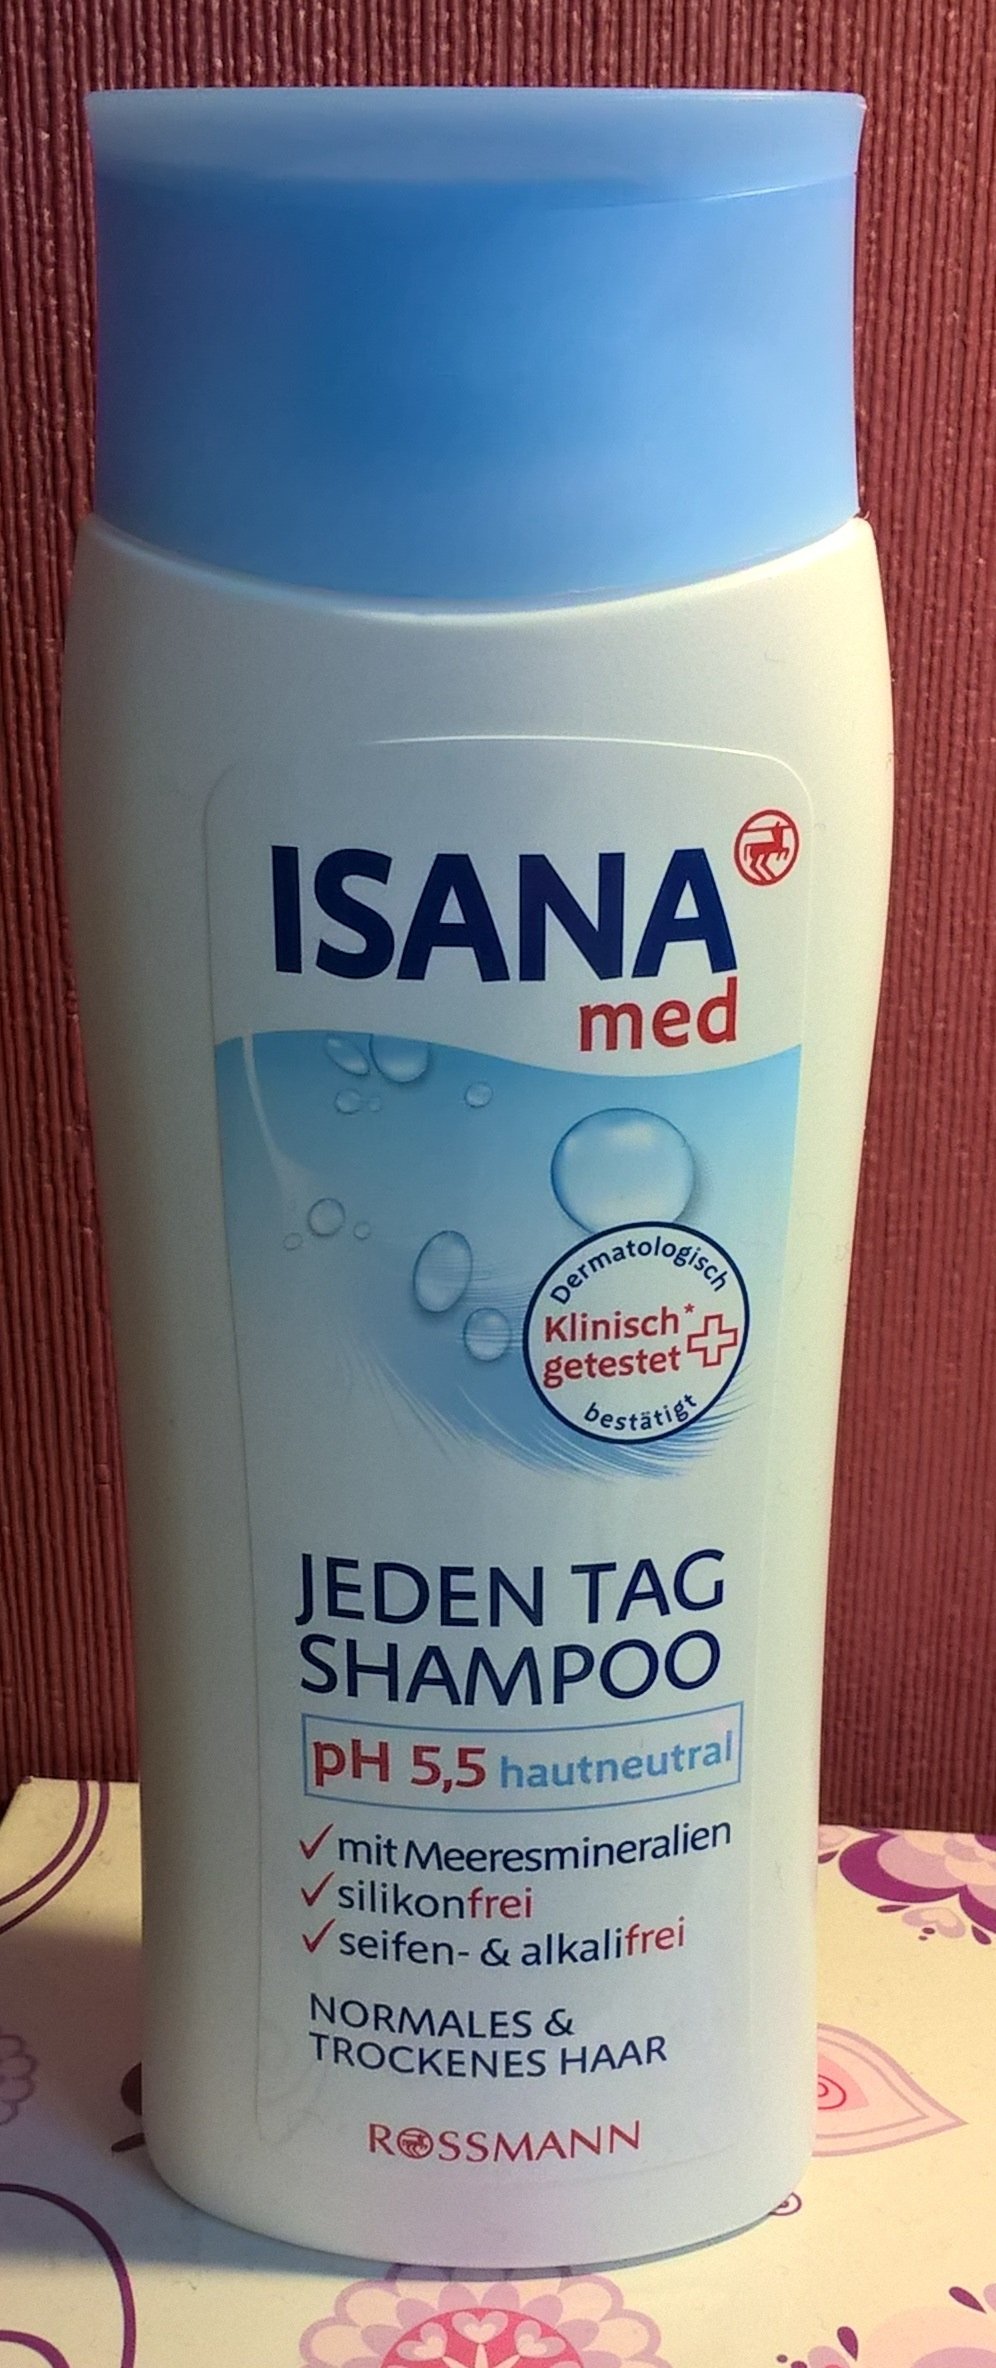 ISANA
med
Dermatologisch
Klinisch*
getestet
bestätigt
JEDEN TAG
SHAMPOO
pH 5,5 hautneutral
✓ mit Meeresmineralien
✓ silikonfrei
✓ seifen- & alkalifrei
NORMALES &
TROCKENES HAAR
ROSSMANN